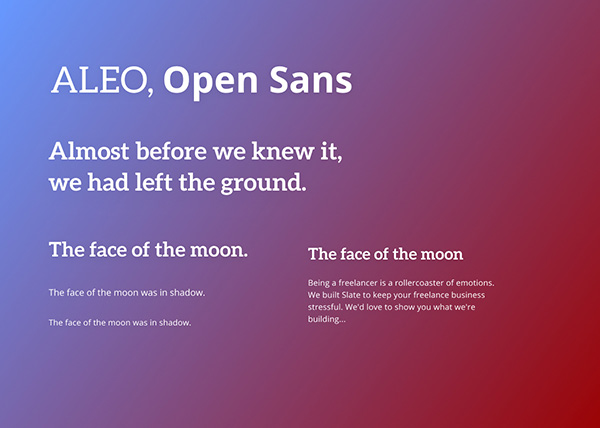 ALEO, Open Sans
Almost before we knew it,
we had left the ground.
The face of the moon.
The face of the moon was in shadow.
The face of the moon was in shadow.
The face of the moon
Being a freelancer is a rollercoaster of emotions.
We built Slate to keep your freelance business
stressful. We'd love to show you what we're
building...